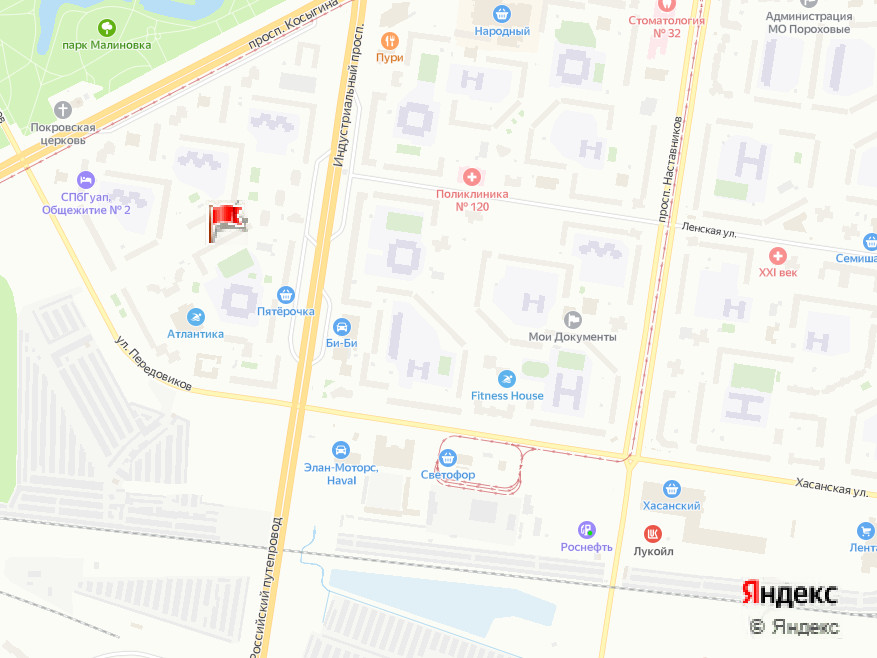 парк Малиновка
просп. Косыгина
Индустриальный просп.
Пури
Народный
Стоматология
№ 32
Администрация
МО Пороховые
Покровская
церковь
СПбГуап,
Общежитие № 2
Поликлиника
№ 120
просп. Наставников
Ленская ул.
XXI век
Семиша
Пятёрочка
Атлантика
Би-Би
Мои Документы
ул. Передовиков
Fitness House
Элан-Моторс,
Haval
Светофор
Хасанская ул.
Хасанский
Роснефть
Лукойл
Лента
Российский путепровод
Яндекс
© Яндекс